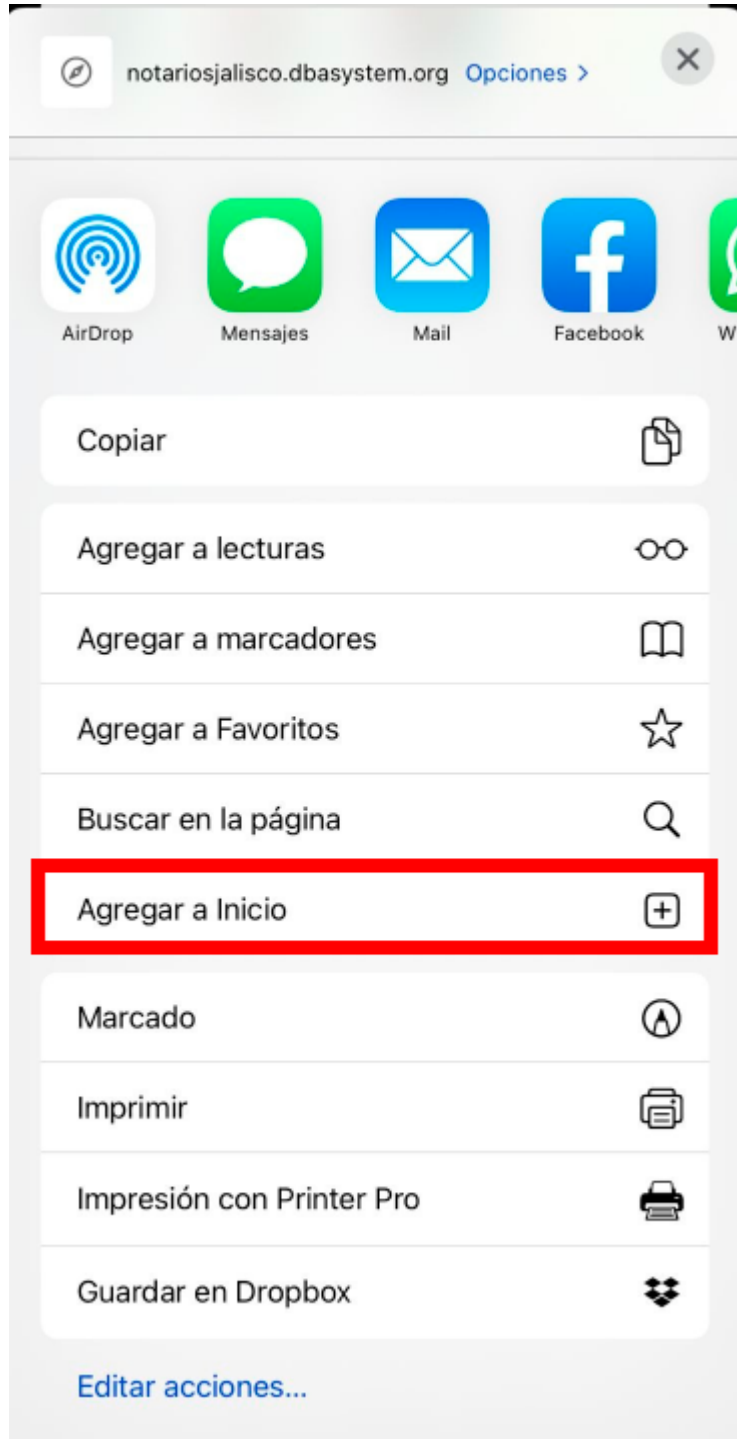 notariosjalisco.dbasystem.org Opciones >
AirDrop Mensajes Mail Facebook W
Copiar
Agregar a lecturas
Agregar a marcadores
Agregar a Favoritos
Buscar en la página
Agregar a Inicio
Marcado
Imprimir
Impresión con Printer Pro
Guardar en Dropbox
Editar acciones...